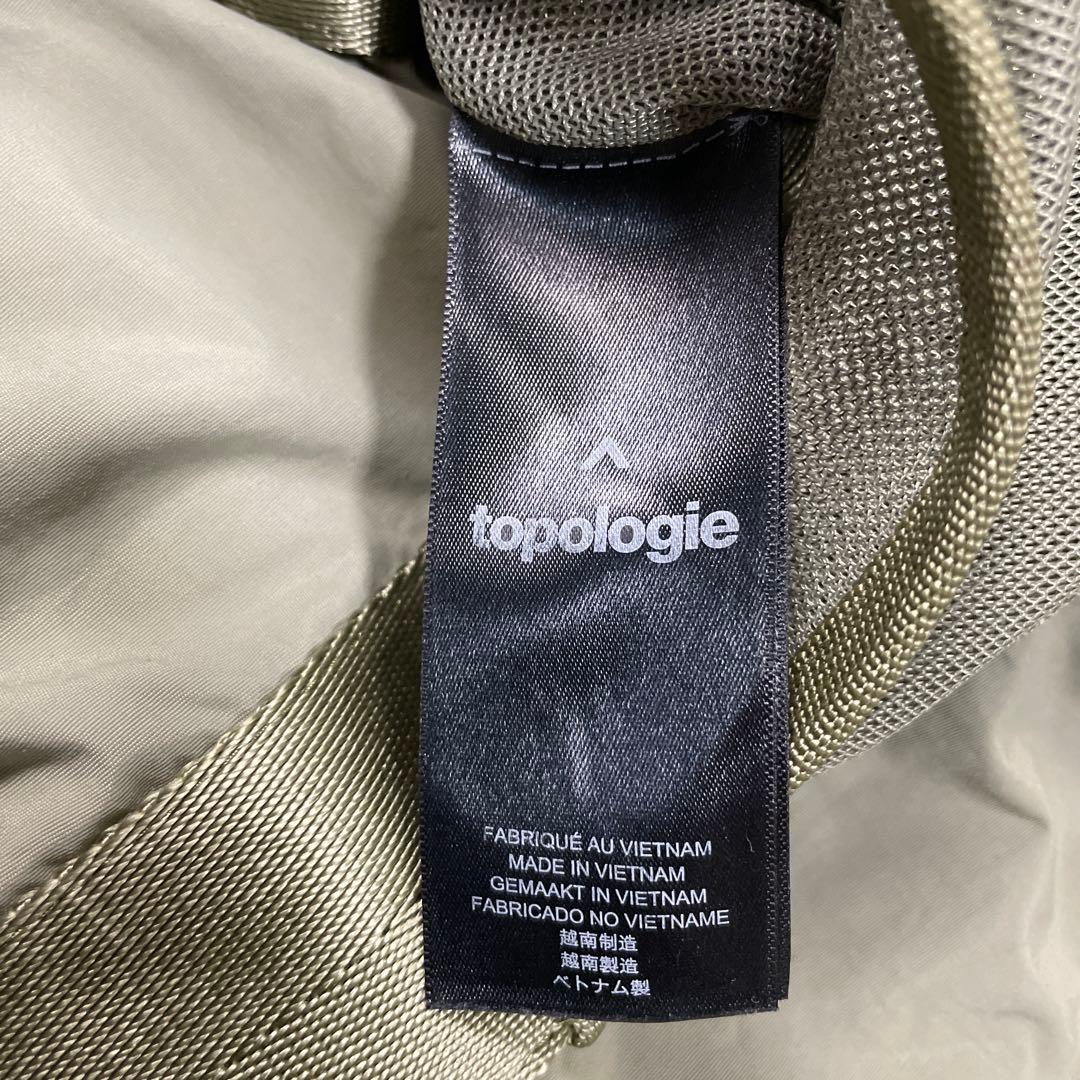 topologie
FABRIQUÉ AU VIETNAM
MADE IN VIETNAM
GEMAAKT IN VIETNAM
FABRICADO NO VIETNAME
越南制造
越南製造
ベトナム製